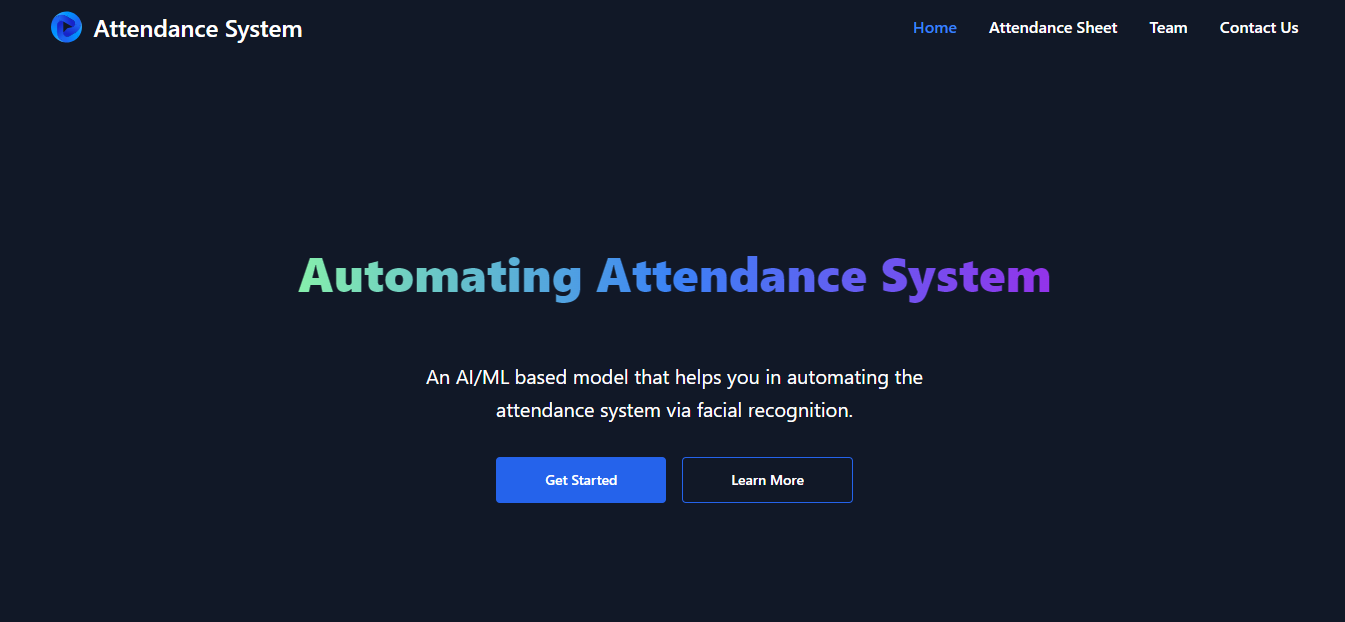 Attendance System
Home
Attendance Sheet
Team
Contact Us
Automating Attendance System
An AI/ML based model that helps you in automating the
attendance system via facial recognition.
Get Started
Learn More